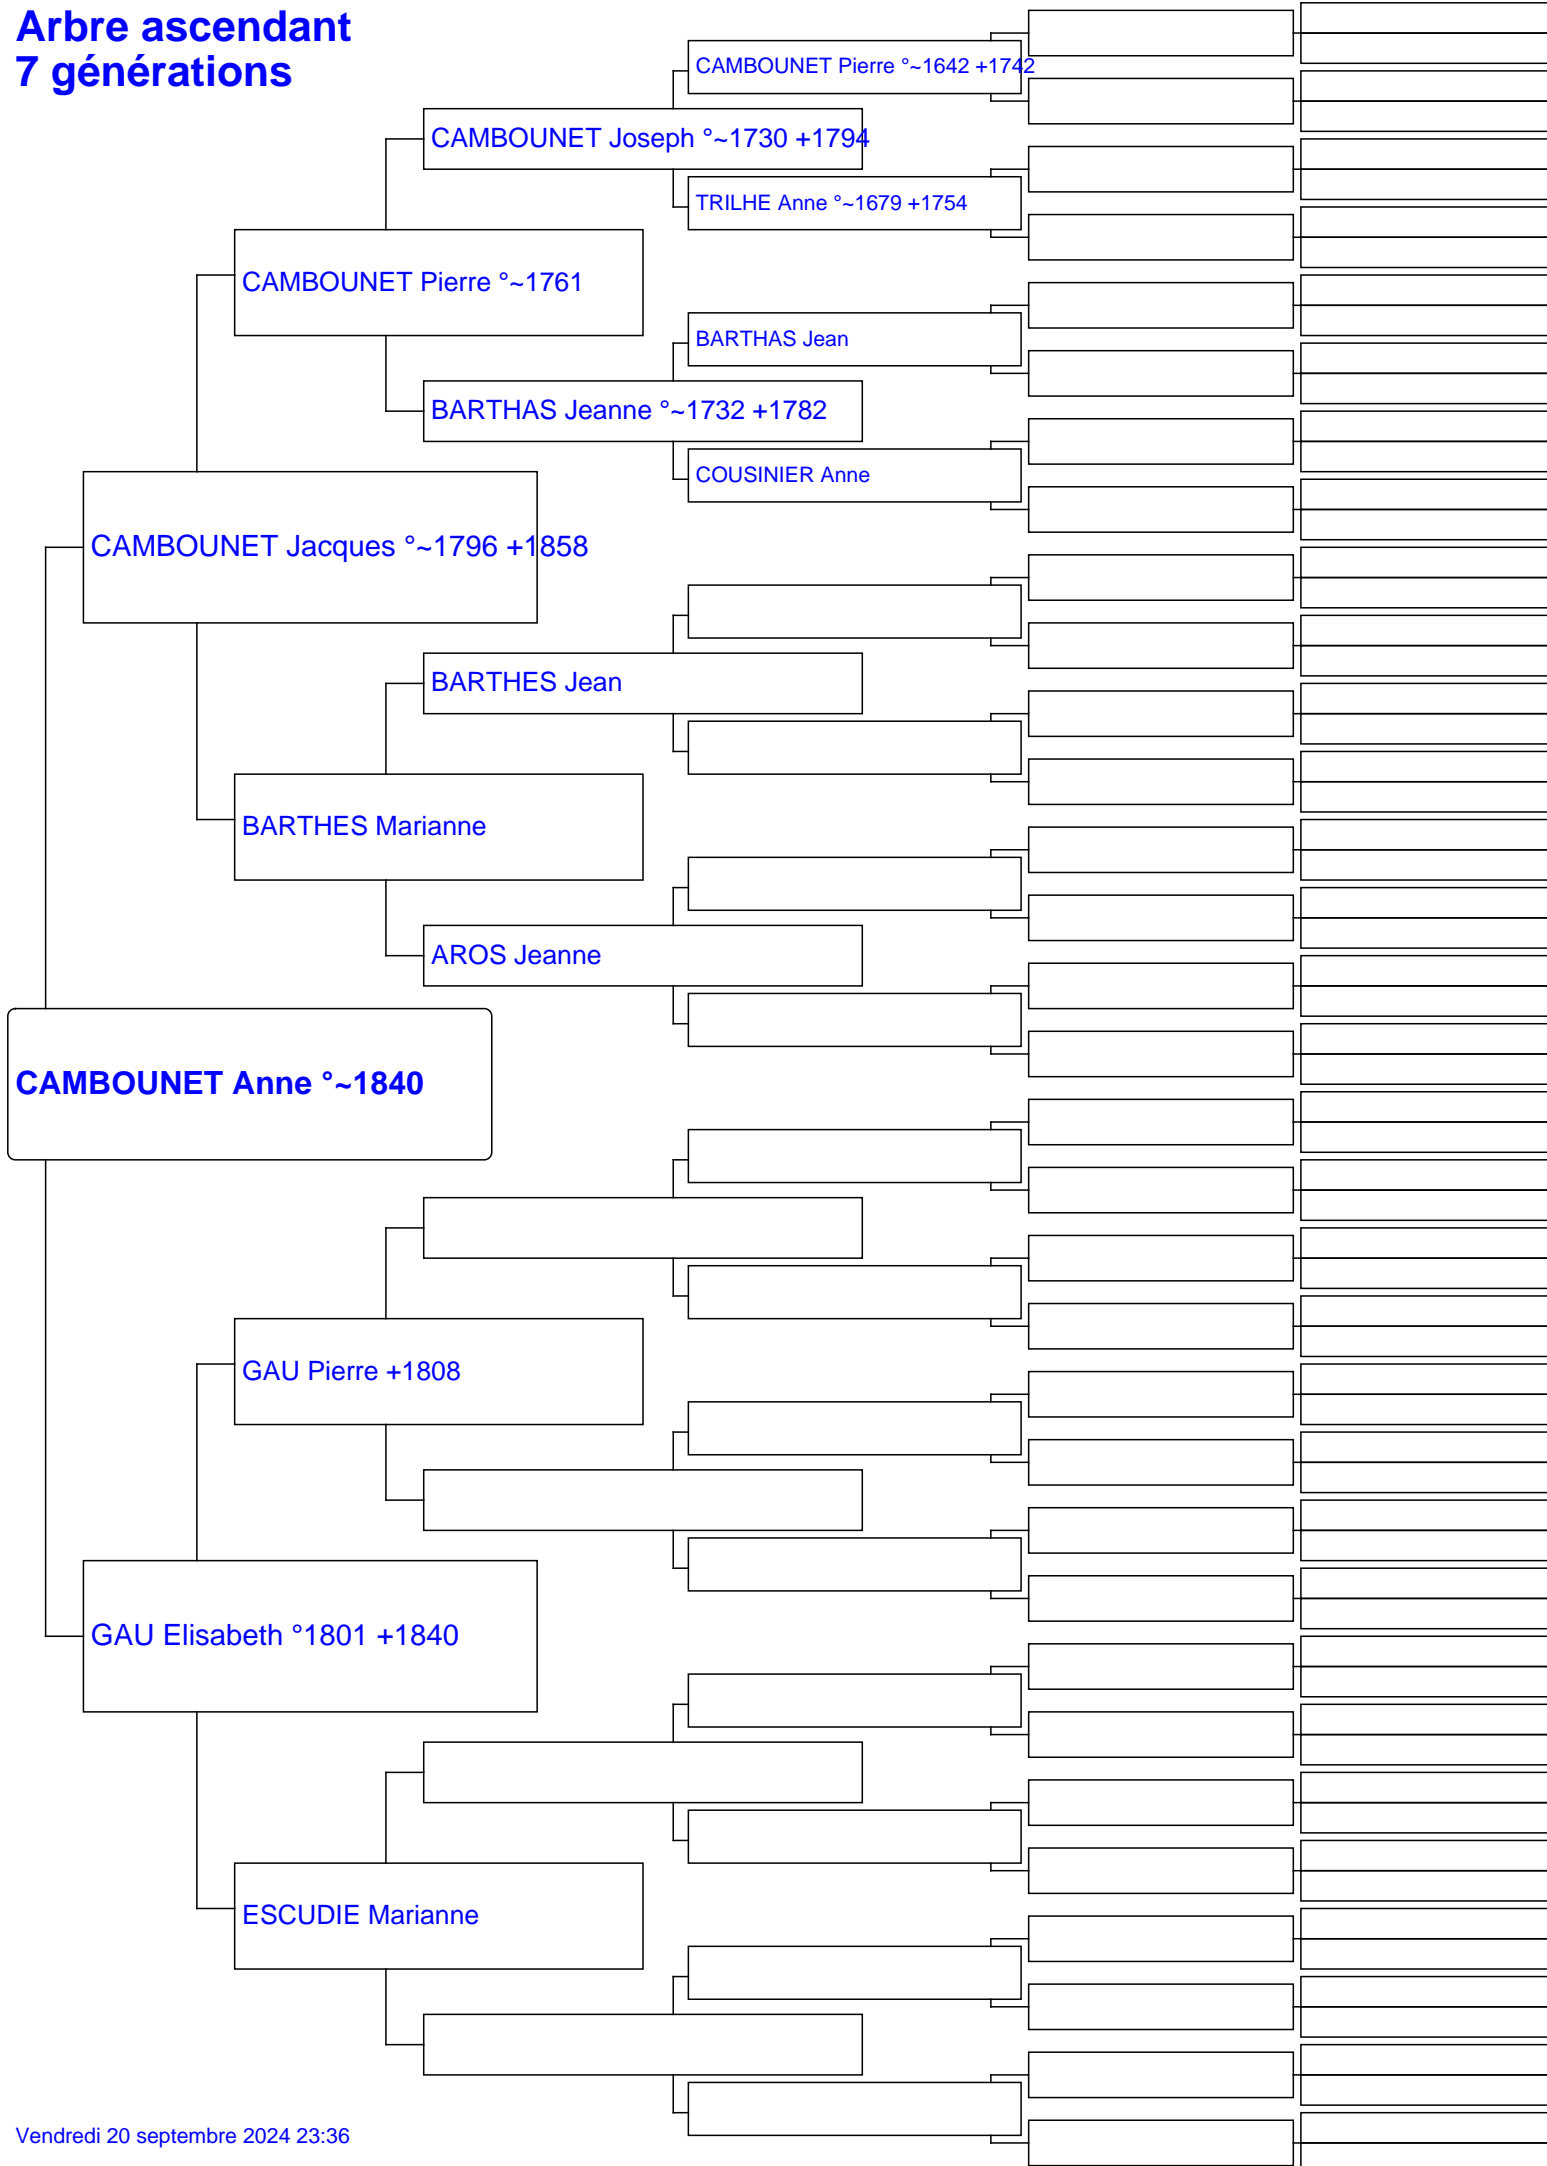 Arbre ascendant
7 générations
CAMBOUNET Pierre °~1642 +1742
CAMBOUNET Joseph °~1730 +1794
TRILHE Anne °~1679 +1754
CAMBOUNET Pierre °~1761
BARTHAS Jean
BARTHAS Jeanne °~1732 +1782
COUSINIER Anne
CAMBOUNET Jacques °~1796 +1858
BARTHES Jean
BARTHES Marianne
AROS Jeanne
CAMBOUNET Anne °~1840
GAU Pierre +1808
GAU Elisabeth °1801 +1840
ESCUDIE Marianne
Vendredi 20 septembre 2024 23:36